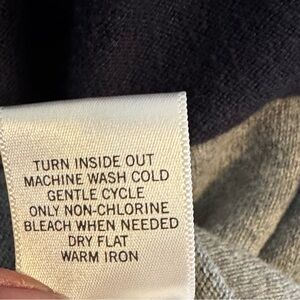 TURN INSIDE OUT
MACHINE WASH COLD
GENTLE CYCLE
ONLY NON-CHLORINE
BLEACH WHEN NEEDED
DRY FLAT
WARM IRON